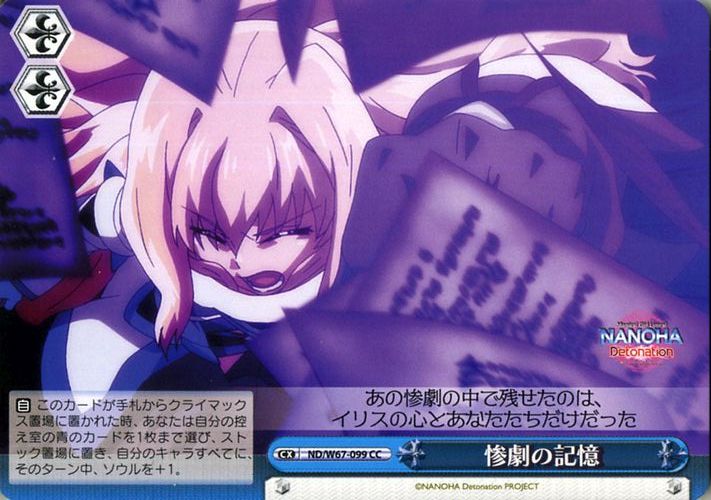 Magical Girl Lyrical
NANOHA
Detonation
あの惨劇の中で残せたのは、
イリスの心とあなたたちだけだった
このカードが手札からクライマッ
クス置場に置かれた時、あなたは自分の控
え室の青のカードを1枚まで選び、ストッ
ク置場に置き、自分のキャラすべてに、
そのターン中、ソウルを+1。
CX ND/W67-099 CC 惨劇の記憶
©NANOHA Detonation PROJECT